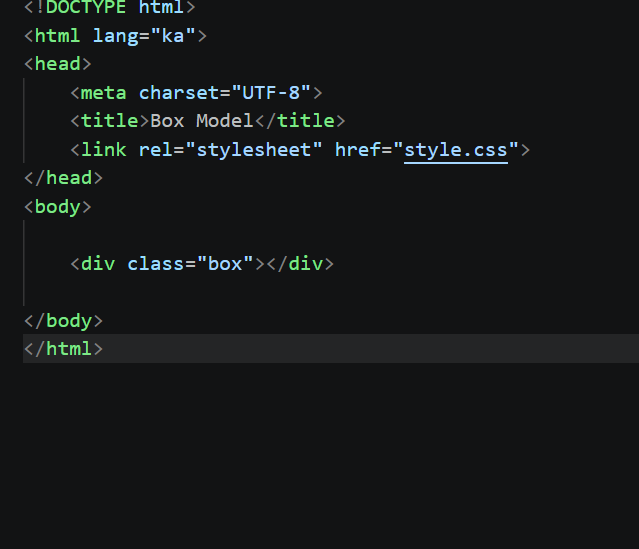 <!DOCTYPE html>
<html lang="ka">
<head>
    <meta charset="UTF-8">
    <title>Box Model</title>
    <link rel="stylesheet" href="style.css">
</head>
<body>
    <div class="box"></div>
</body>
</html>